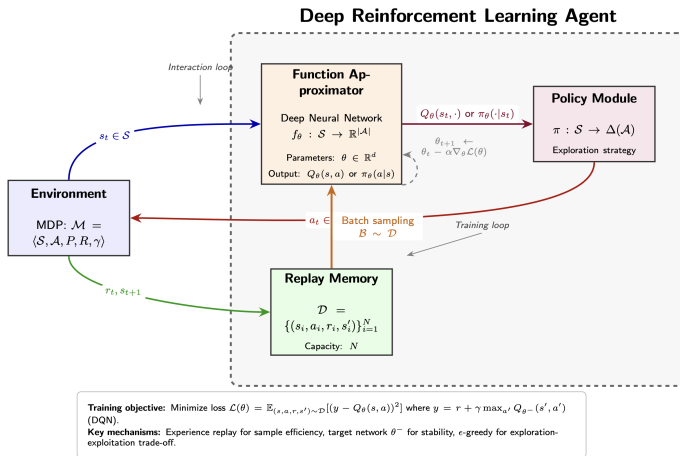 Deep Reinforcement Learning Agent
Interaction loop
Function Ap-
proximator
Deep Neural Network
f_θ : 𝒮 → ℝ^{|𝒜|}
Parameters: θ ∈ ℝ^d
Output: Q_θ(s, a) or π_θ(a|s)
Q_θ(s_t, ·) or π_θ(·|s_t)
Policy Module
π : 𝒮 → Δ(𝒜)
Exploration strategy
s_t ∈ 𝒮
θ_{t+1} ←
θ_t − α∇_θℒ(θ)
Environment
MDP: ℳ =
⟨𝒮, 𝒜, P, R, γ⟩
a_t ∈
Batch sampling
ℬ ∼ 𝒟
Training loop
r_t, s_{t+1}
Replay Memory
𝒟 =
{(s_i, a_i, r_i, s′_i)}_{i=1}^N
Capacity: N
Training objective: Minimize loss ℒ(θ) = 𝔼_{(s,a,r,s′)∼𝒟}[(y − Q_θ(s, a))²] where y = r + γ max_{a′} Q_{θ⁻}(s′, a′)
(DQN).
Key mechanisms: Experience replay for sample efficiency, target network θ⁻ for stability, ϵ-greedy for exploration-
exploitation trade-off.